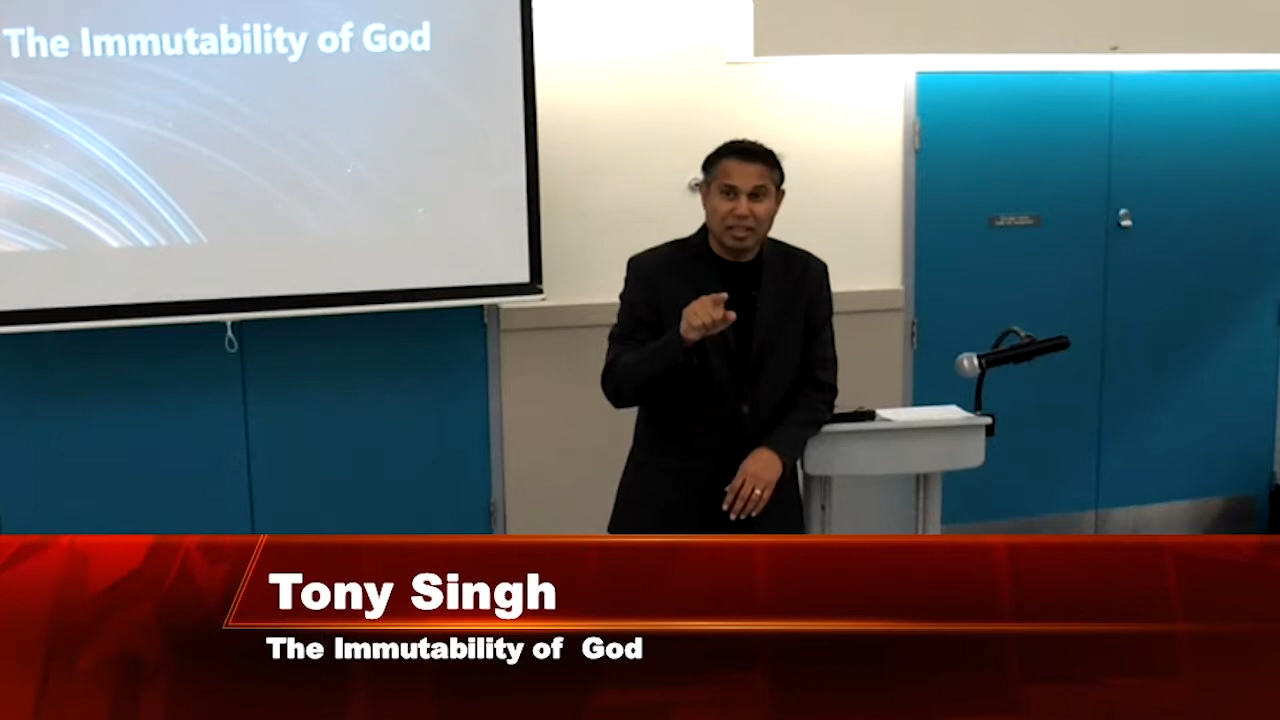 The Immutability of God
Tony Singh
The Immutability of  God